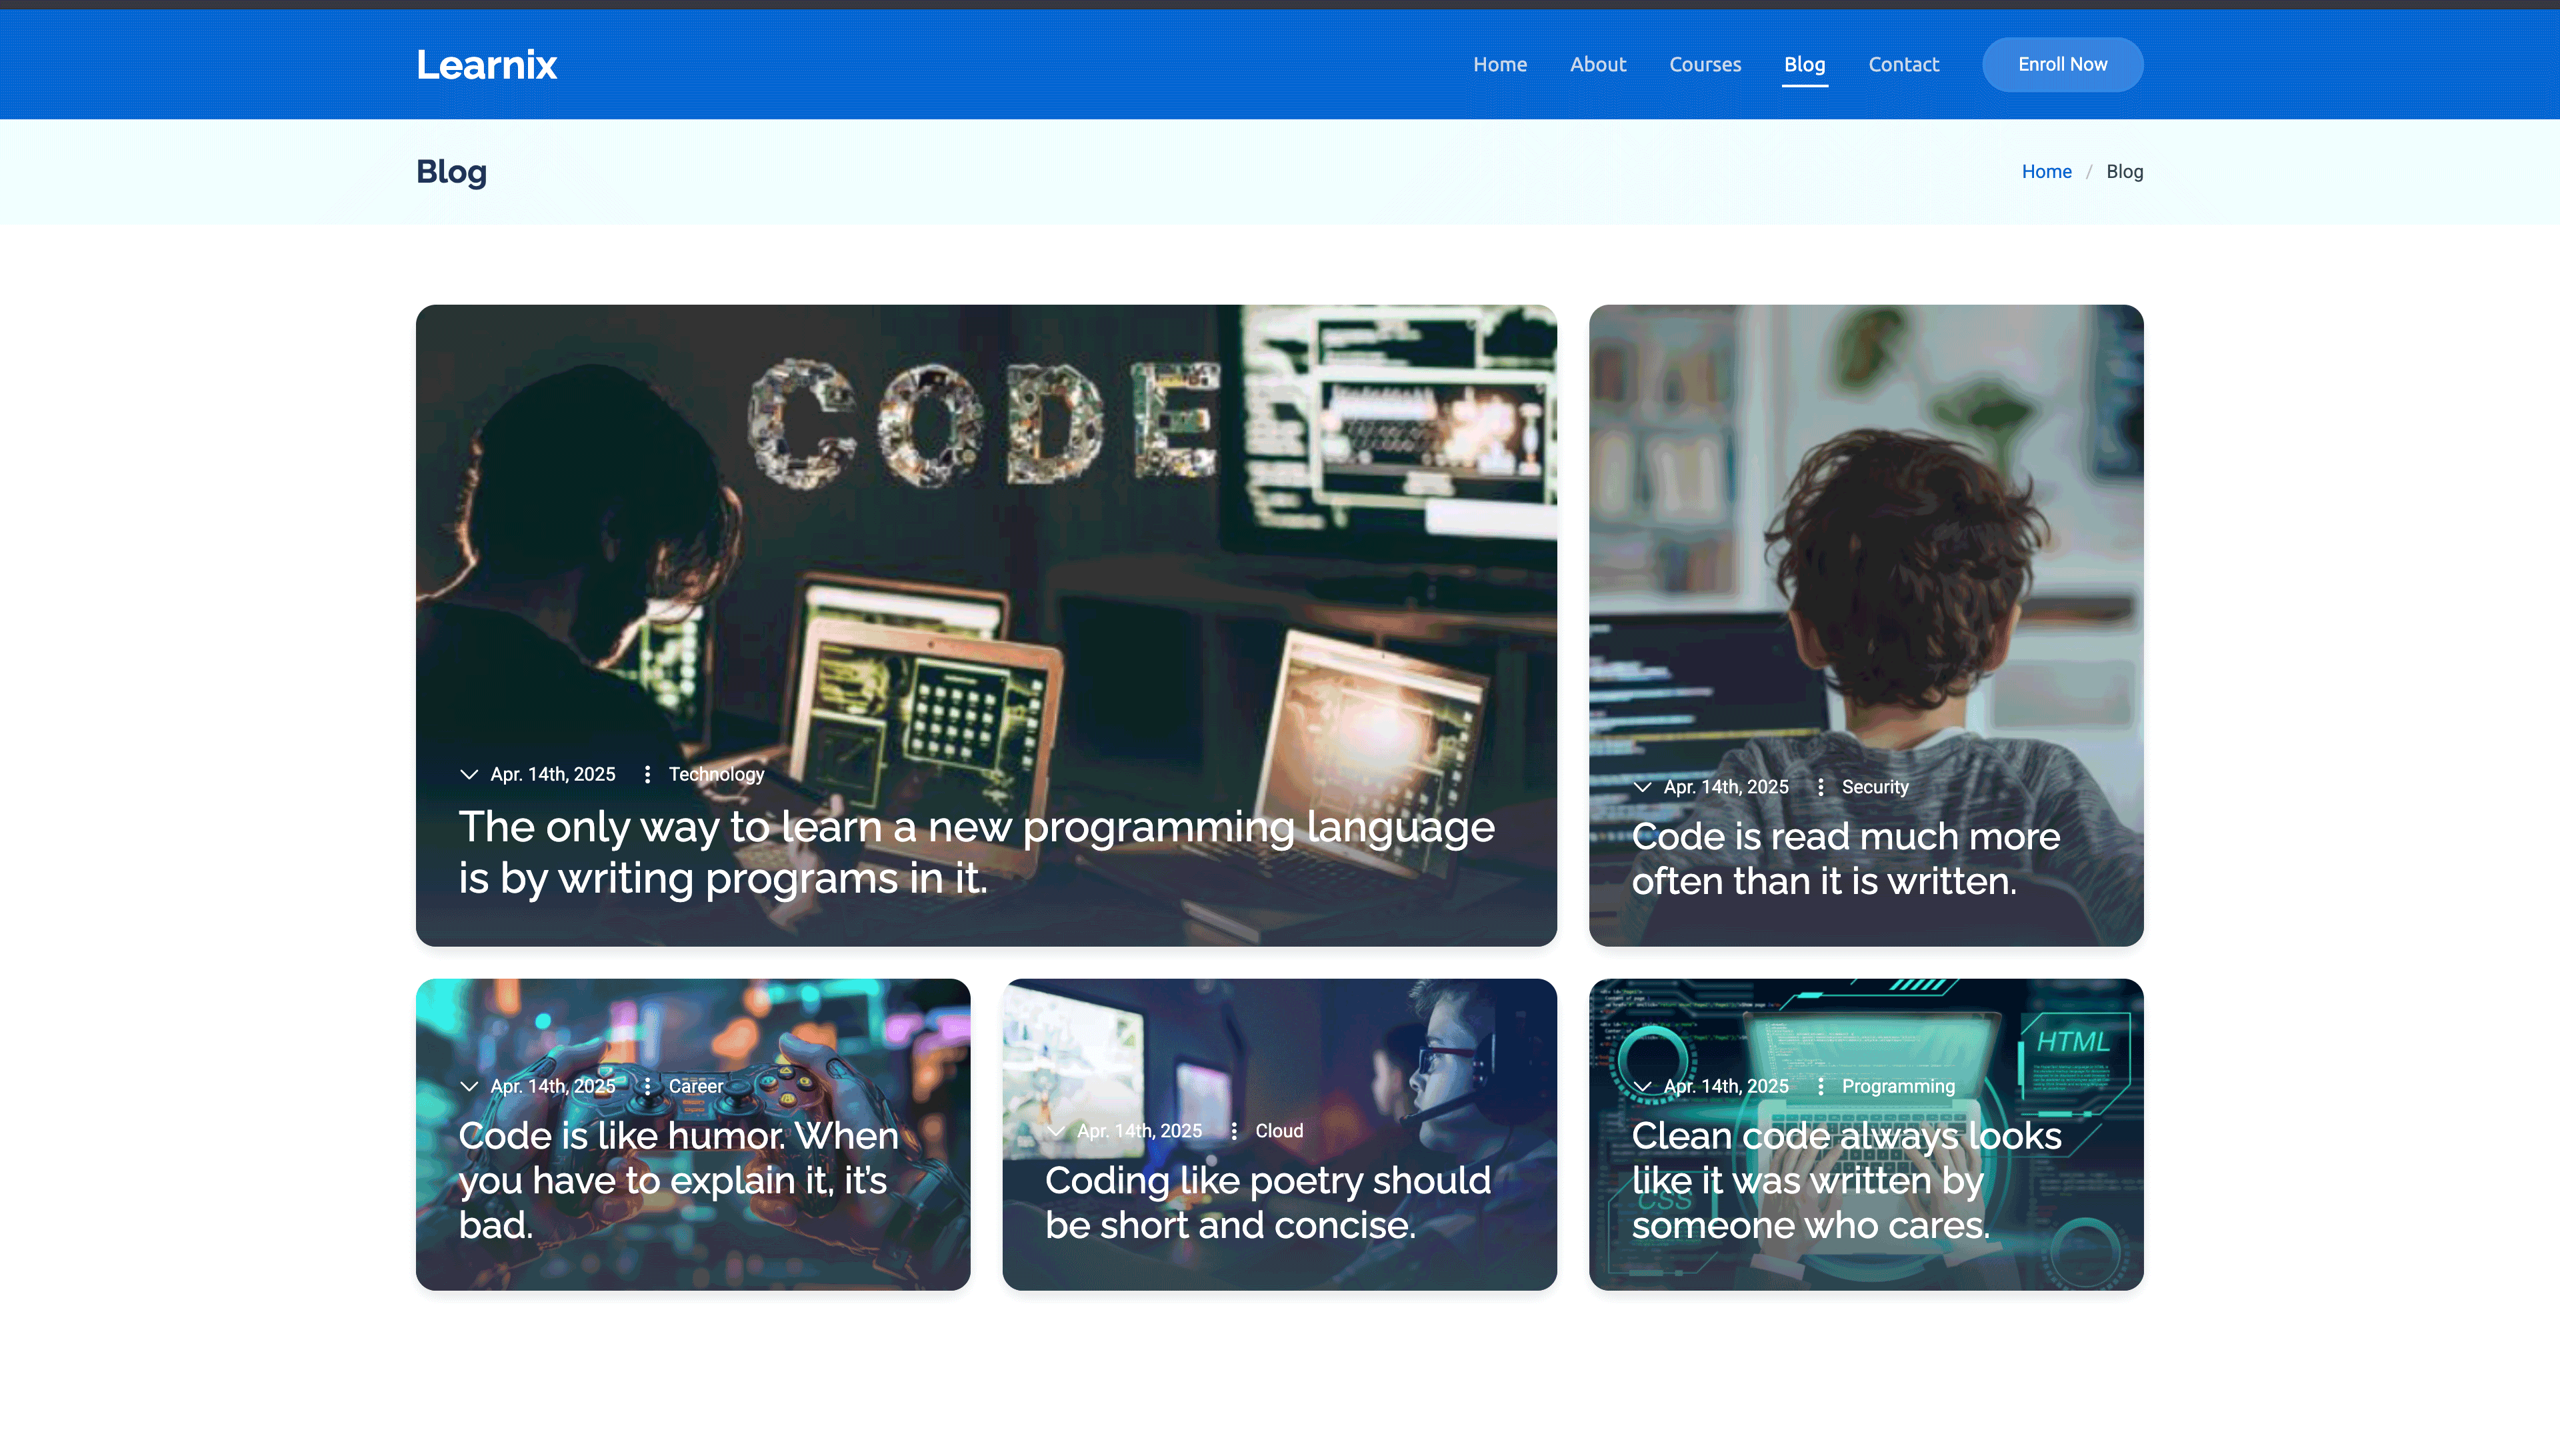 Learnix
Home About Courses Blog Contact Enroll Now
Blog
Home / Blog
CODE
Apr. 14th, 2025 Technology
The only way to learn a new programming language
is by writing programs in it.
Apr. 14th, 2025 Security
Code is read much more
often than it is written.
Apr. 14th, 2025 Career
Code is like humor. When
you have to explain it, it's
bad.
Apr. 14th, 2025 Cloud
Coding like poetry should
be short and concise.
HTML
Apr. 14th, 2025 Programming
Clean code always looks
like it was written by
CSS
someone who cares.